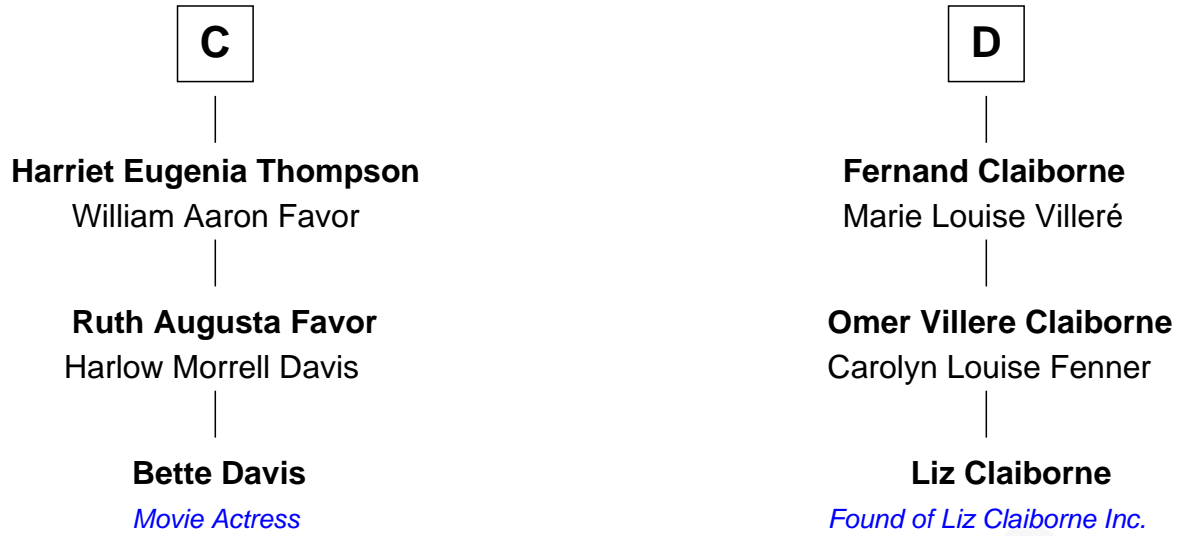 C
Harriet Eugenia Thompson
William Aaron Favor
Ruth Augusta Favor
Harlow Morrell Davis
Bette Davis
Movie Actress
D
Fernand Claiborne
Marie Louise Villeré
Omer Villere Claiborne
Carolyn Louise Fenner
Liz Claiborne
Found of Liz Claiborne Inc.